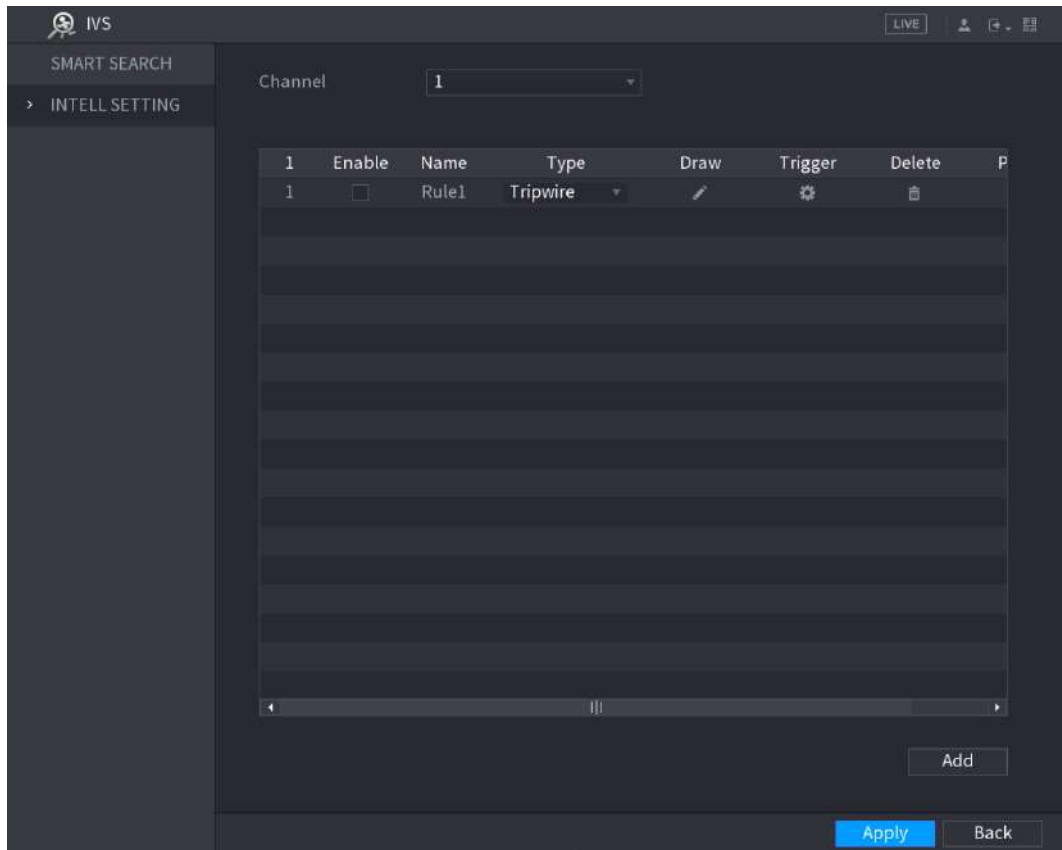 IVS
LIVE
SMART SEARCH
INTELL SETTING
Channel 1
1 Enable Name Type Draw Trigger Delete P
1 Rule1 Tripwire
Add
Apply Back